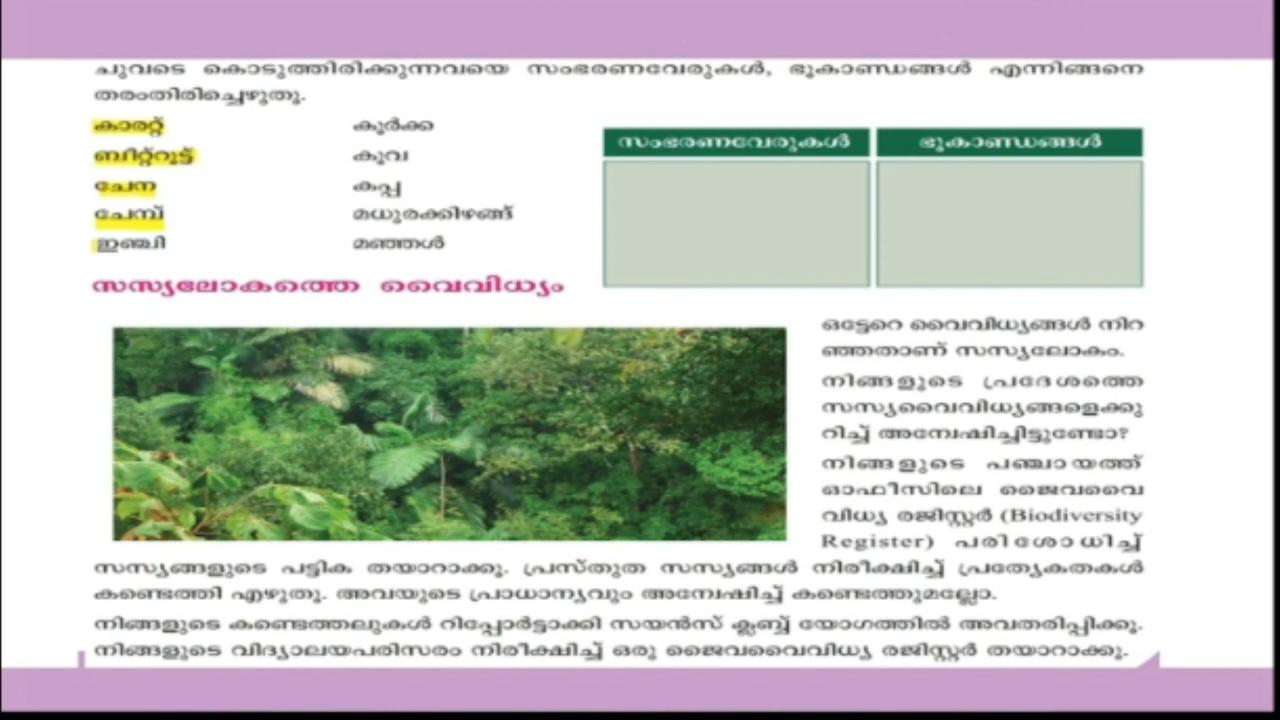 ചുവടെ കൊടുത്തിരിക്കുന്നവയെ സംഭരണവേരുകൾ, ഭൂകാണ്ഡങ്ങൾ എന്നിങ്ങനെ
തരംതിരിച്ചെഴുതൂ.
കാരറ്റ്
ബീറ്റ്റൂട്ട്
ചേന
ചേമ്പ്
ഇഞ്ചി
കൂർക്ക
കൂവ
കപ്പ
മധുരക്കിഴങ്ങ്
മഞ്ഞൾ
സംഭരണവേരുകൾ
ഭൂകാണ്ഡങ്ങൾ
സസ്യലോകത്തെ വൈവിധ്യം
ഒട്ടേറെ വൈവിധ്യങ്ങൾ നിറ
ഞ്ഞതാണ് സസ്യലോകം.
നിങ്ങളുടെ പ്രദേശത്തെ
സസ്യവൈവിധ്യങ്ങളെക്കു
റിച്ച് അന്വേഷിച്ചിട്ടുണ്ടോ?
നിങ്ങളുടെ പഞ്ചായത്ത്
ഓഫീസിലെ ജൈവവൈ
വിധ്യ രജിസ്റ്റർ (Biodiversity
Register) പരിശോധിച്ച്
സസ്യങ്ങളുടെ പട്ടിക തയാറാക്കൂ. പ്രസ്തുത സസ്യങ്ങൾ നിരീക്ഷിച്ച് പ്രത്യേകതകൾ
കണ്ടെത്തി എഴുതൂ. അവയുടെ പ്രാധാന്യവും അന്വേഷിച്ച് കണ്ടെത്തുമല്ലോ.
നിങ്ങളുടെ കണ്ടെത്തലുകൾ റിപ്പോർട്ടാക്കി സയൻസ് ക്ലബ്ബ് യോഗത്തിൽ അവതരിപ്പിക്കൂ.
നിങ്ങളുടെ വിദ്യാലയപരിസരം നിരീക്ഷിച്ച് ഒരു ജൈവവൈവിധ്യ രജിസ്റ്റർ തയാറാക്കൂ.